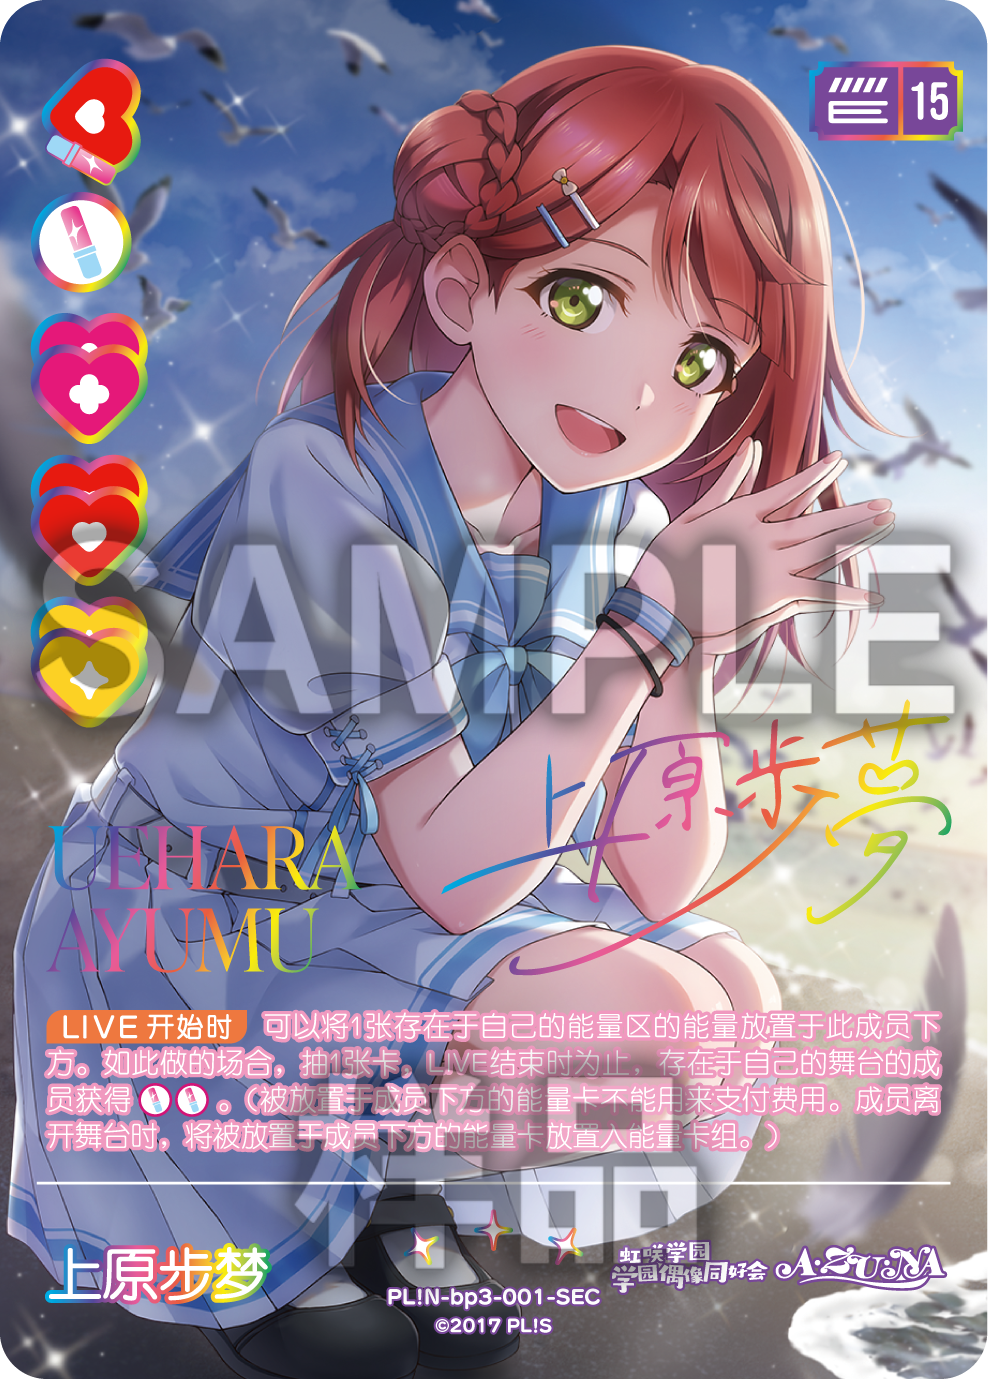 15
SAMPLE
上原歩夢
UEHARA
AYUMU
LIVE 开始时 可以将1张存在于自己的能量区的能量放置于此成员下
方。如此做的场合，抽1张卡，LIVE结束时为止，存在于自己的舞台的成
员获得 。（被放置于成员下方的能量卡不能用来支付费用。成员离
开舞台时，将被放置于成员下方的能量卡放置入能量卡组。）
样品
上原步梦
PL!N-bp3-001-SEC
©2017 PL!S
虹咲学园
学园偶像同好会
A·ZU·NA